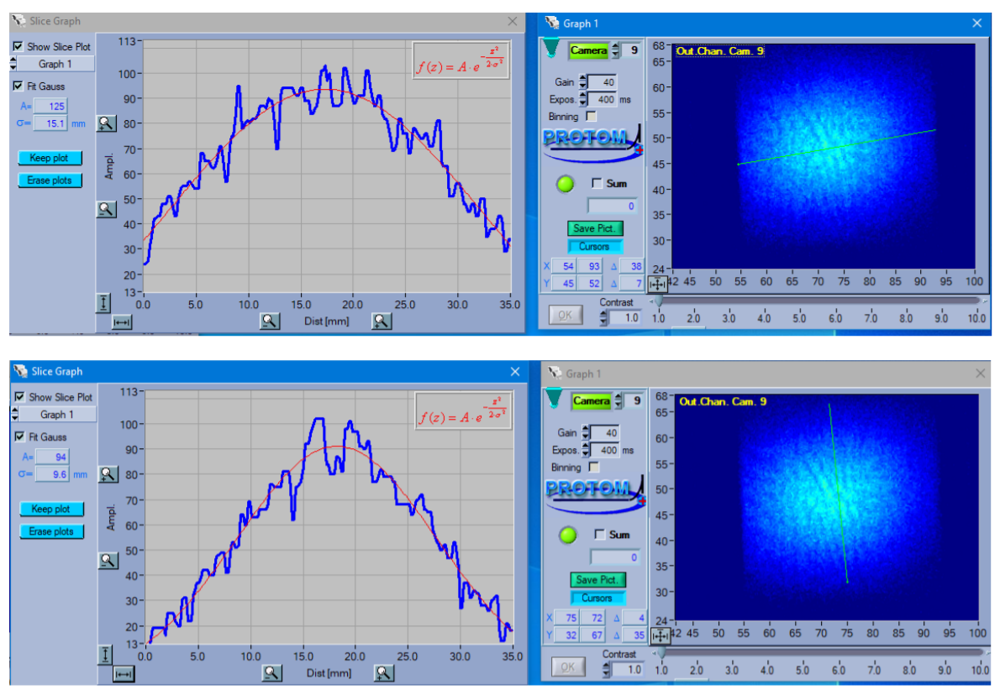 Slice Graph
Show Slice Plot
Graph 1
Fit Gauss
A= 125
σ= 15.1 mm
Keep plot
Erase plots
Ampl.
113
100
90
80
70
60
50
40
30
20
13
f(z) = A · e^(-z²/(2·σ²))
0.0 5.0 10.0 15.0 20.0 25.0 30.0 35.0
Dist [mm]
Graph 1
Camera 9
Gain 40
Expos. 400 ms
Binning
PROTOM
Sum
0
Save Pict.
Cursors
X 54 93 Δ 38
Y 45 52 Δ 7
OK
Out.Chan. Cam. 9
68
65
60
55
50
45
40
35
30
24
42 45 50 55 60 65 70 75 80 85 90 95 100
Contrast
1.0
1.0 2.0 3.0 4.0 5.0 6.0 7.0 8.0 9.0 10.0
Slice Graph
Show Slice Plot
Graph 1
Fit Gauss
A= 94
σ= 9.6 mm
Keep plot
Erase plots
Ampl.
113
100
90
80
70
60
50
40
30
20
13
f(z) = A · e^(-z²/(2·σ²))
0.0 5.0 10.0 15.0 20.0 25.0 30.0 35.0
Dist [mm]
Graph 1
Camera 9
Gain 40
Expos. 400 ms
Binning
PROTOM
Sum
0
Save Pict.
Cursors
X 75 72 Δ 4
Y 32 67 Δ 35
OK
Out.Chan. Cam. 9
68
65
60
55
50
45
40
35
30
24
42 45 50 55 60 65 70 75 80 85 90 95 100
Contrast
1.0
1.0 2.0 3.0 4.0 5.0 6.0 7.0 8.0 9.0 10.0